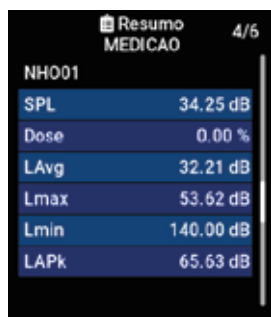 Resumo 4/6
MEDICAO
NHO01
SPL 34.25 dB
Dose 0.00 %
LAvg 32.21 dB
Lmax 53.62 dB
Lmin 140.00 dB
LAPk 65.63 dB